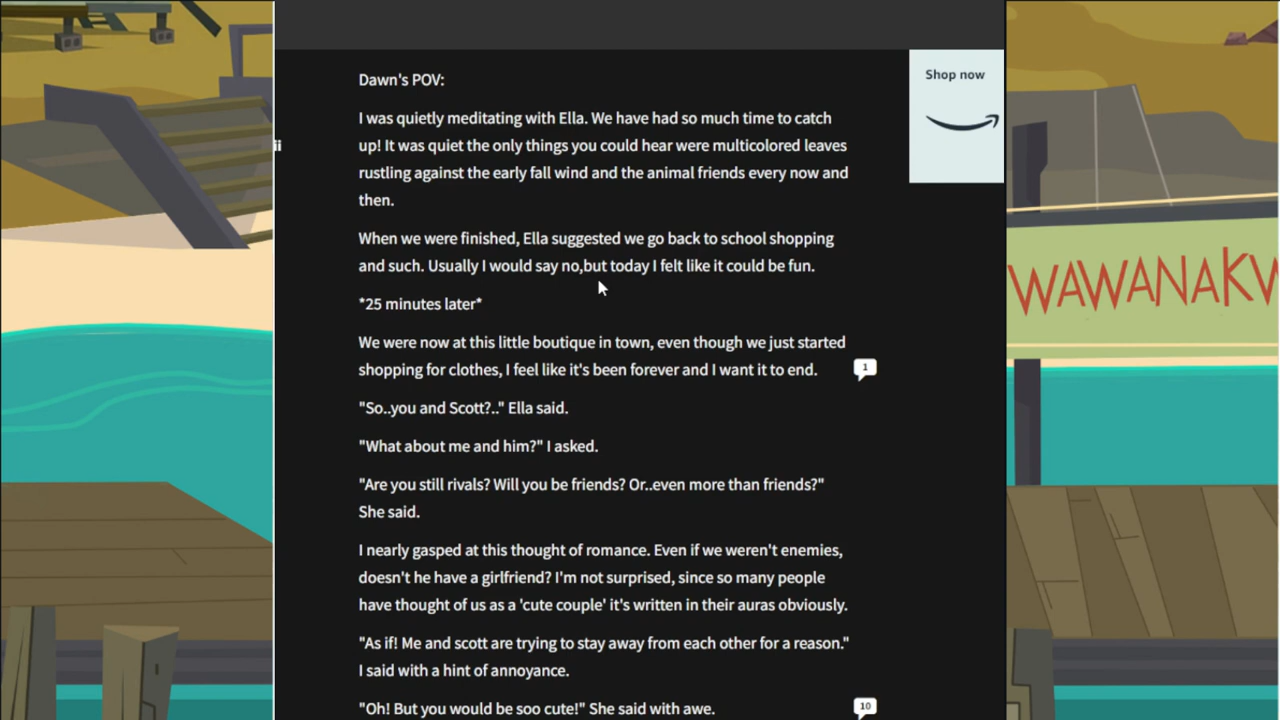 Dawn's POV:
I was quietly meditating with Ella. We have had so much time to catch
up! It was quiet the only things you could hear were multicolored leaves
rustling against the early fall wind and the animal friends every now and
then.
When we were finished, Ella suggested we go back to school shopping
and such. Usually I would say no,but today I felt like it could be fun.
*25 minutes later*
We were now at this little boutique in town, even though we just started
shopping for clothes, I feel like it's been forever and I want it to end.
1
"So..you and Scott?.." Ella said.
"What about me and him?" I asked.
"Are you still rivals? Will you be friends? Or..even more than friends?"
She said.
I nearly gasped at this thought of romance. Even if we weren't enemies,
doesn't he have a girlfriend? I'm not surprised, since so many people
have thought of us as a 'cute couple' it's written in their auras obviously.
"As if! Me and scott are trying to stay away from each other for a reason."
I said with a hint of annoyance.
"Oh! But you would be soo cute!" She said with awe.
10
Shop now
ii
WAWANAKW